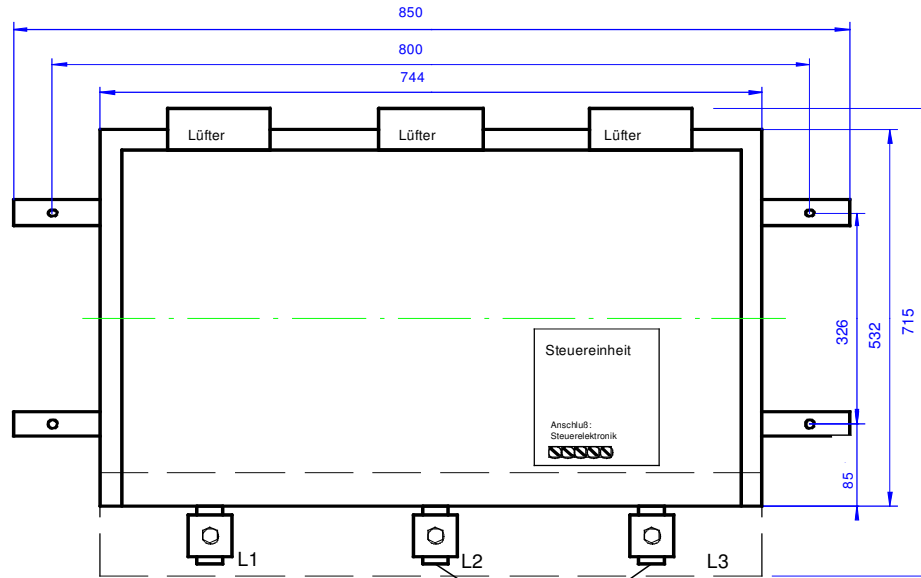 850
800
744
Lüfter Lüfter Lüfter
326
532
715
Steuereinheit
Anschluß:
Steuerelektronik
85
L1 L2 L3